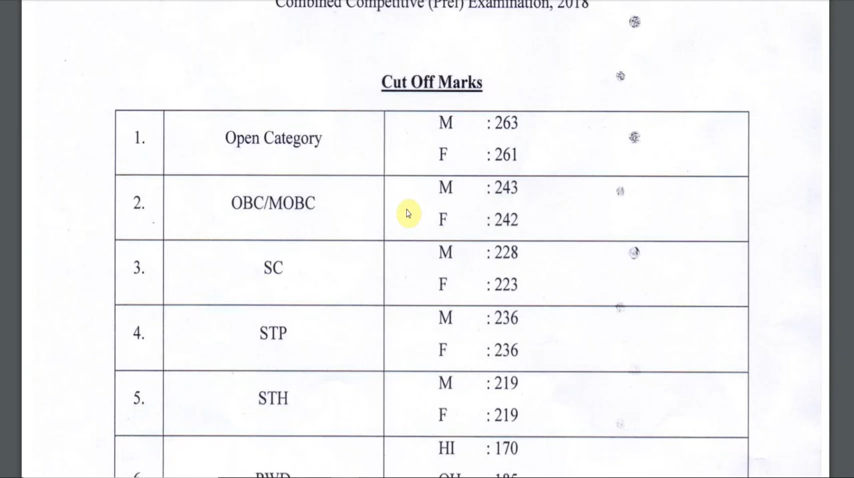 Combined Competitive (Prel) Examination, 2018
Cut Off Marks
1. Open Category M : 263
F : 261
2. OBC/MOBC M : 243
F : 242
3. SC M : 228
F : 223
4. STP M : 236
F : 236
5. STH M : 219
F : 219
HI : 170